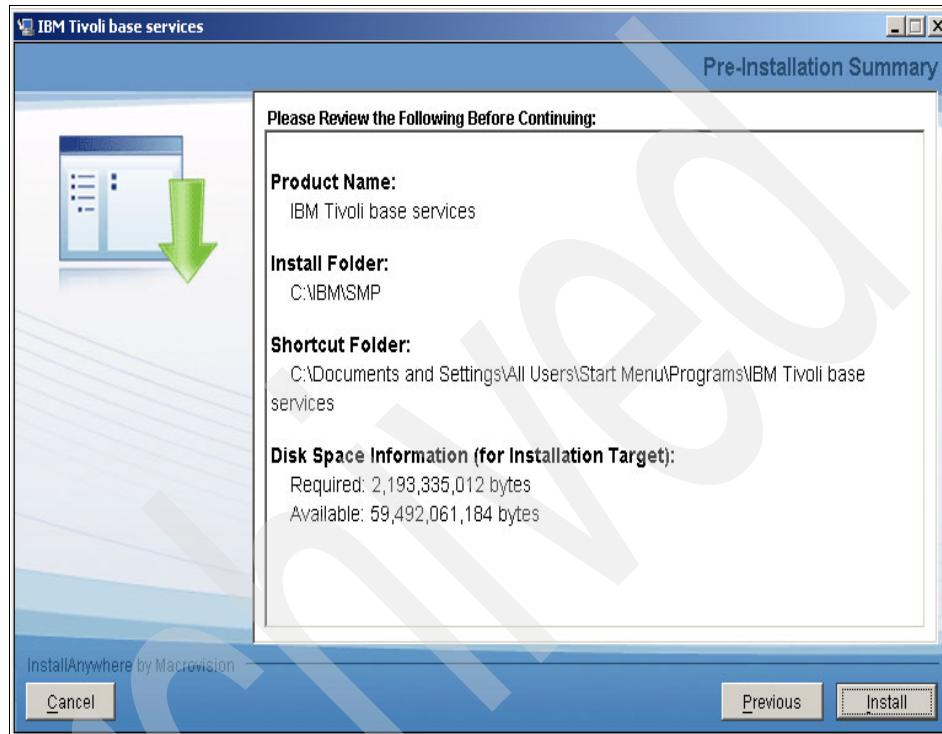 IBM Tivoli base services
Pre-Installation Summary
Please Review the Following Before Continuing:
Product Name:
IBM Tivoli base services
Install Folder:
C:\IBM\SMP
Shortcut Folder:
C:\Documents and Settings\All Users\Start Menu\Programs\IBM Tivoli base
services
Disk Space Information (for Installation Target):
Required: 2,193,335,012 bytes
Available: 59,492,061,184 bytes
InstallAnywhere by Macrovision
Cancel
Previous
Install
chived